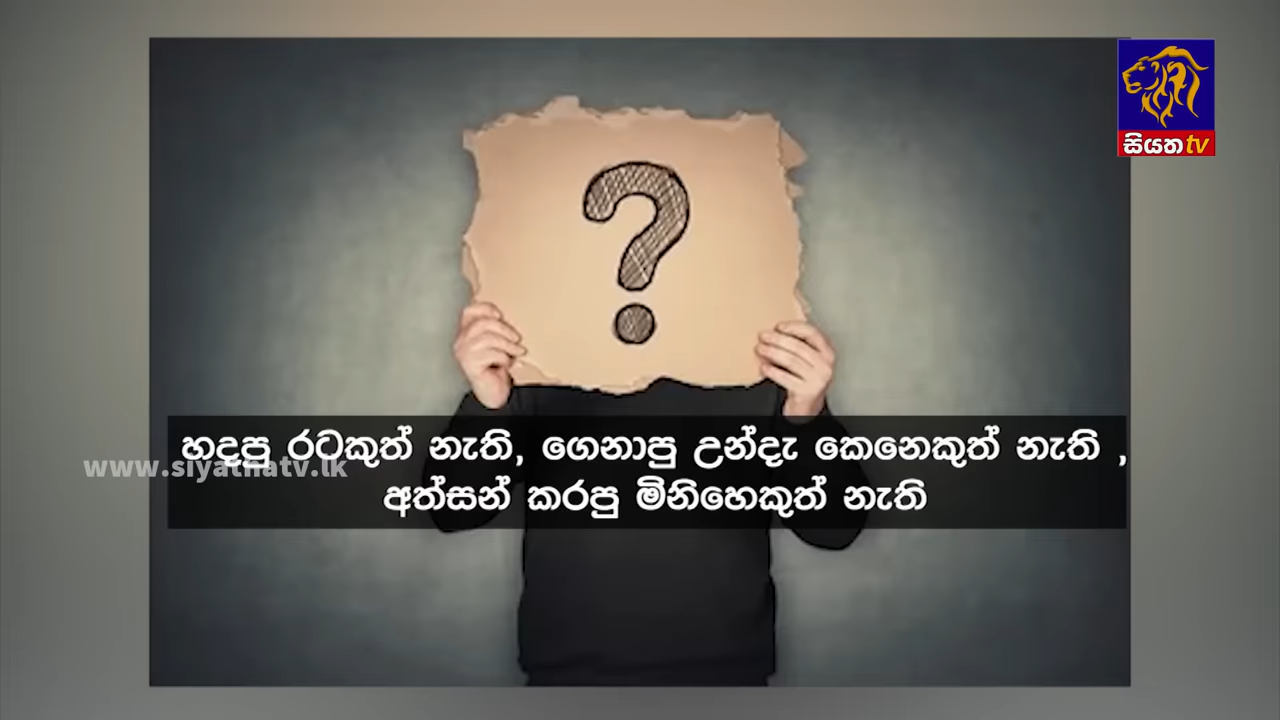 සියත tv
?
හදපු රටකුත් නැති, ගෙනාපු උන්දැ කෙනෙකුත් නැති ,
www.siyathatv.lk
අත්සන් කරපු මිනිහෙකුත් නැති